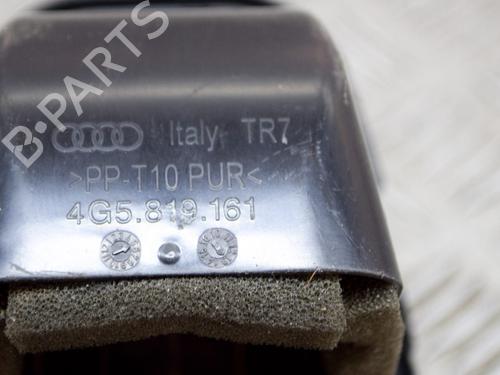 B-PARTS
Italy TR7
>PP-T10 PUR<
4G5.819.161